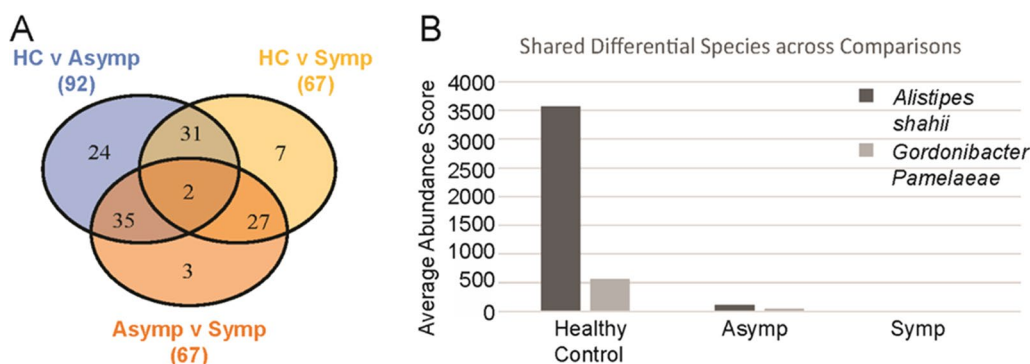 A
HC v Asymp
(92)
HC v Symp
(67)
24
31
7
2
35
27
3
Asymp v Symp
(67)
B
Shared Differential Species across Comparisons
Average Abundance Score
4000
3500
3000
2500
2000
1500
1000
500
0
Alistipes
shahii
Gordonibacter
Pamelaeae
Healthy
Control
Asymp
Symp